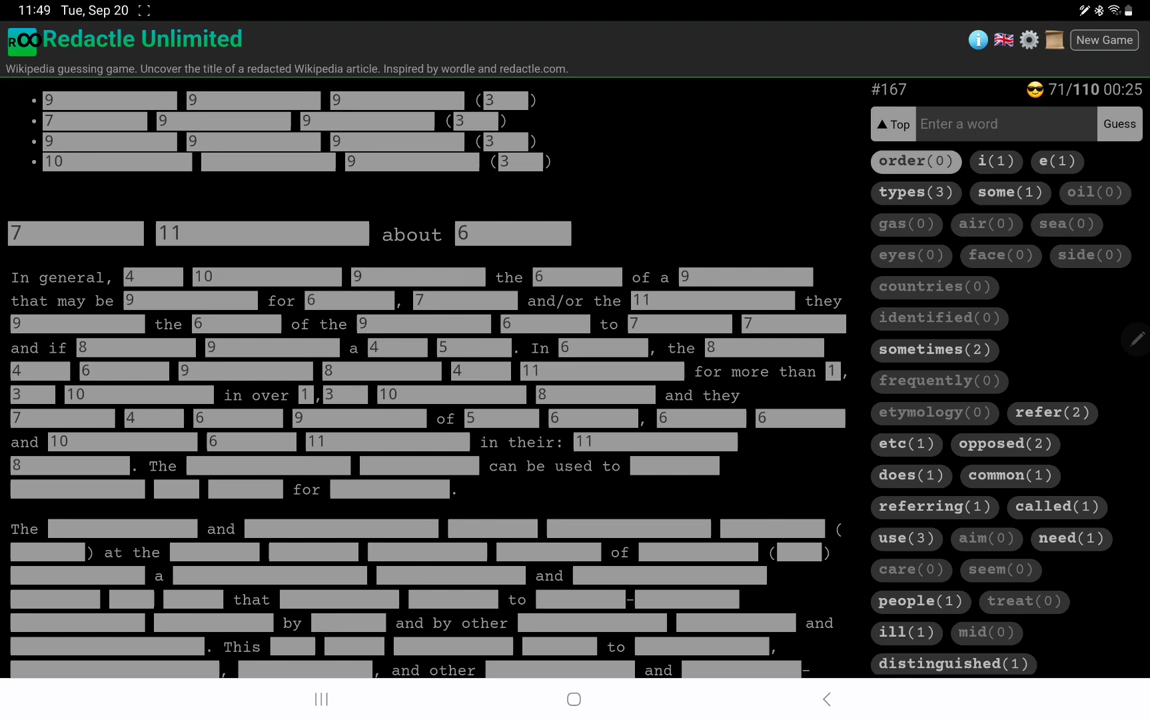 11:49 Tue, Sep 20
Redactle Unlimited
New Game
Wikipedia guessing game. Uncover the title of a redacted Wikipedia article. Inspired by wordle and redactle.com.
#167 71/110 00:25
▲ Top Enter a word Guess
• 9 9 9 (3)
• 7 9 9 (3)
• 9 9 9 (3)
• 10 9 (3)
7 11 about 6
In general, 4 10 9 the 6 of a 9
that may be 9 for 6, 7 and/or the 11 they
9 the 6 of the 9 6 to 7 7
and if 8 9 a 4 5. In 6, the 8
4 6 9 8 4 11 for more than 1,
3 10 in over 1,3 10 8 and they
7 4 6 9 of 5 6, 6 6
and 10 6 11 in their: 11
8. The can be used to
for .
The and (
) at the of ( )
a and
that to -
by and by other and
. This to ,
, , and other and -
order(0) i(1) e(1)
types(3) some(1) oil(0)
gas(0) air(0) sea(0)
eyes(0) face(0) side(0)
countries(0)
identified(0)
sometimes(2)
frequently(0)
etymology(0) refer(2)
etc(1) opposed(2)
does(1) common(1)
referring(1) called(1)
use(3) aim(0) need(1)
care(0) seem(0)
people(1) treat(0)
ill(1) mid(0)
distinguished(1)